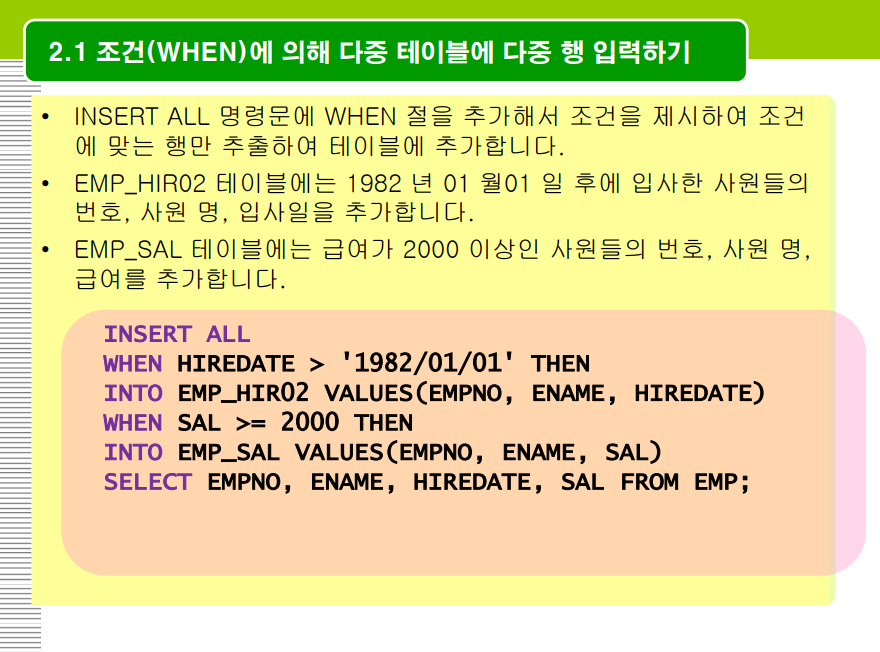 2.1 조건(WHEN)에 의해 다중 테이블에 다중 행 입력하기
• INSERT ALL 명령문에 WHEN 절을 추가해서 조건을 제시하여 조건
에 맞는 행만 추출하여 테이블에 추가합니다.
• EMP_HIR02 테이블에는 1982 년 01 월01 일 후에 입사한 사원들의
번호, 사원 명, 입사일을 추가합니다.
• EMP_SAL 테이블에는 급여가 2000 이상인 사원들의 번호, 사원 명,
급여를 추가합니다.
INSERT ALL
WHEN HIREDATE > '1982/01/01' THEN
INTO EMP_HIR02 VALUES(EMPNO, ENAME, HIREDATE)
WHEN SAL >= 2000 THEN
INTO EMP_SAL VALUES(EMPNO, ENAME, SAL)
SELECT EMPNO, ENAME, HIREDATE, SAL FROM EMP;